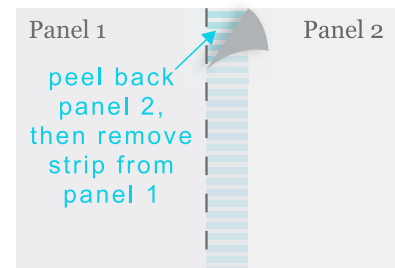 Panel 1
Panel 2
peel back
panel 2,
then remove
strip from
panel 1